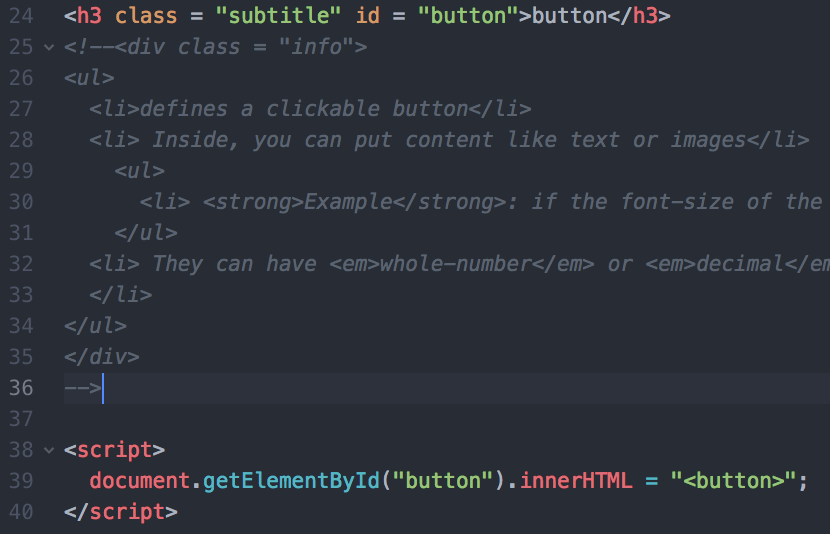 24 <h3 class = "subtitle" id = "button">button</h3>
25 <!--<div class = "info">
26 <ul>
27   <li>defines a clickable button</li>
28   <li> Inside, you can put content like text or images</li>
29     <ul>
30       <li> <strong>Example</strong>: if the font-size of the
31     </ul>
32   <li> They can have <em>whole-number</em> or <em>decimal</em
33   </li>
34 </ul>
35 </div>
36 -->
37
38 <script>
39   document.getElementById("button").innerHTML = "<button>";
40 </script>